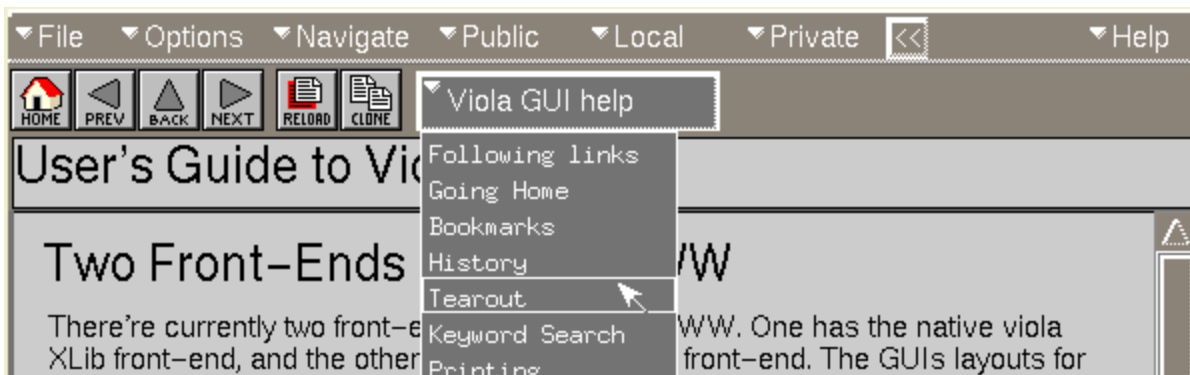 File Options Navigate Public Local Private << Help
HOME PREV BACK NEXT RELOAD CLONE Viola GUI help
User's Guide to Vio
Following links
Going Home
Bookmarks
History
Tearout
Keyword Search
Printing
Two Front-Ends WW
There're currently two front-e WW. One has the native viola
XLib front-end, and the other front-end. The GUIs layouts for